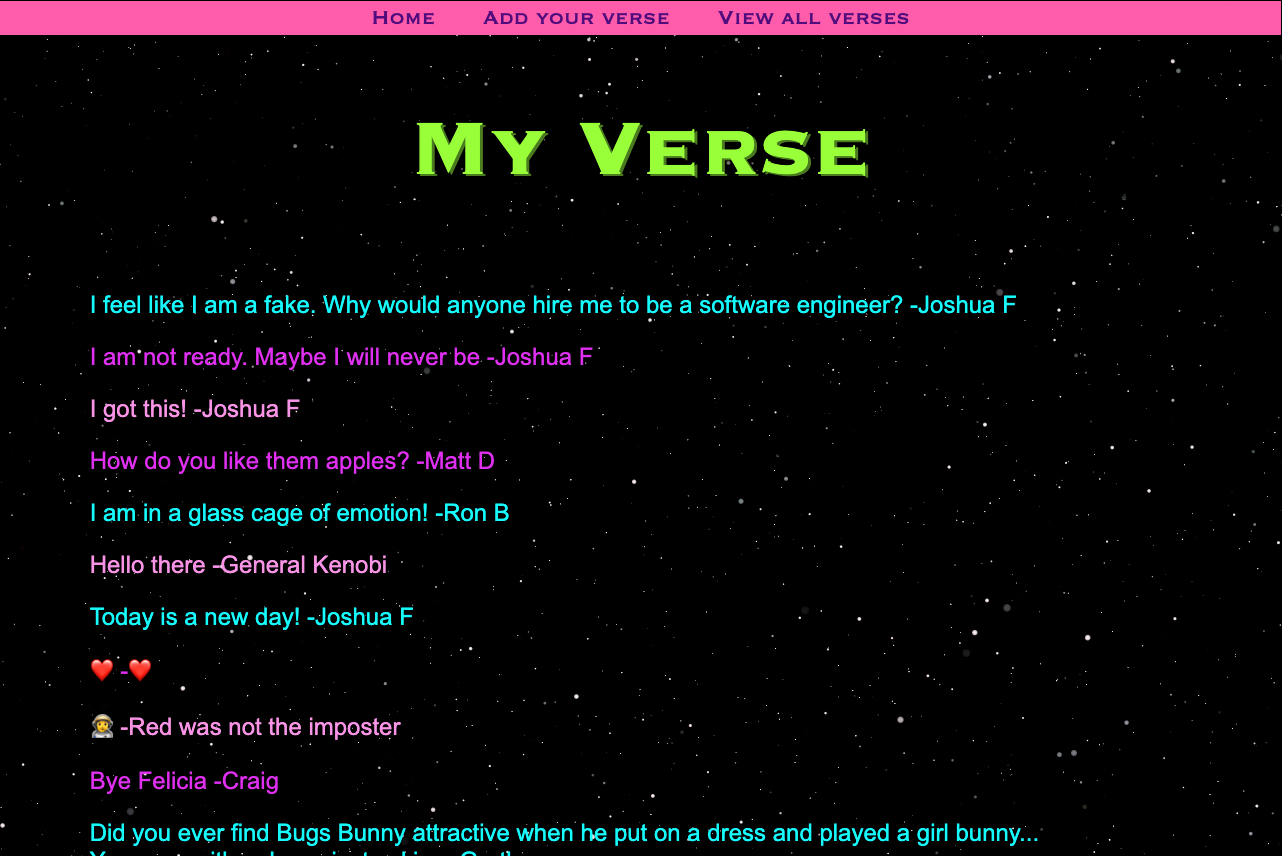 Home Add your verse View all verses
My Verse
I feel like I am a fake. Why would anyone hire me to be a software engineer? -Joshua F
I am not ready. Maybe I will never be -Joshua F
I got this! -Joshua F
How do you like them apples? -Matt D
I am in a glass cage of emotion! -Ron B
Hello there -General Kenobi
Today is a new day! -Joshua F
❤️ -❤️
👩‍🚀 -Red was not the imposter
Bye Felicia -Craig
Did you ever find Bugs Bunny attractive when he put on a dress and played a girl bunny...